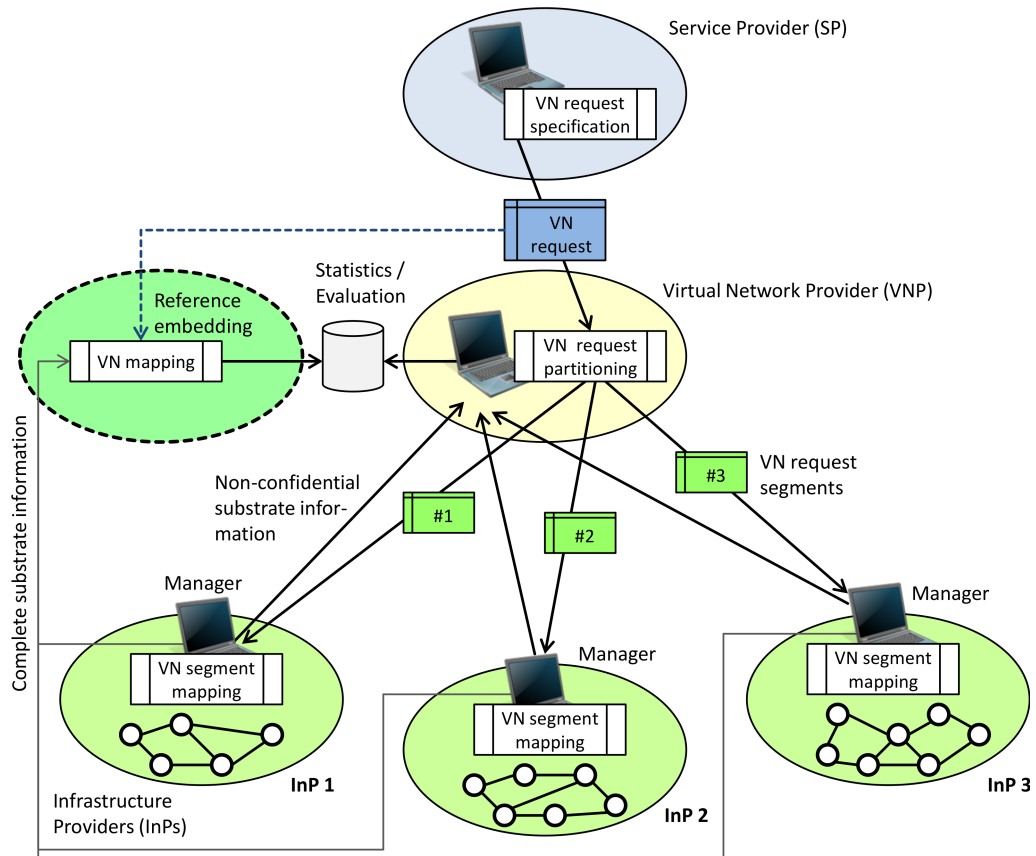 Service Provider (SP)
VN request
specification
VN
request
Statistics /
Evaluation
Virtual Network Provider (VNP)
Reference
embedding
VN mapping
VN request
partitioning
Complete substrate information
Non-confidential
substrate infor-
mation
#1
#2
#3
VN request
segments
Manager
VN segment
mapping
InP 1
Manager
VN segment
mapping
InP 2
Manager
VN segment
mapping
InP 3
Infrastructure
Providers (InPs)